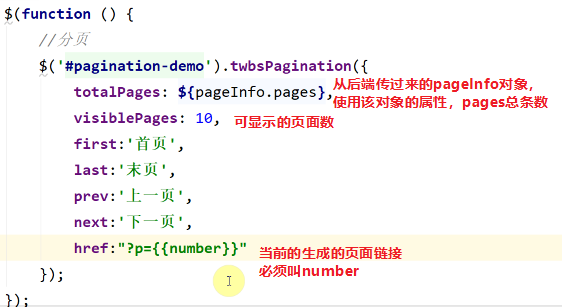 $(function () {
//分页
$('#pagination-demo').twbsPagination({
totalPages: ${pageInfo.pages}, 从后端传过来的pageInfo对象，
使用该对象的属性，pages总条数
visiblePages: 10, 可显示的页面数
first:'首页',
last:'末页',
prev:'上一页',
next:'下一页',
href:"?p={{number}}" 当前的生成的页面链接
必须叫number
});
});